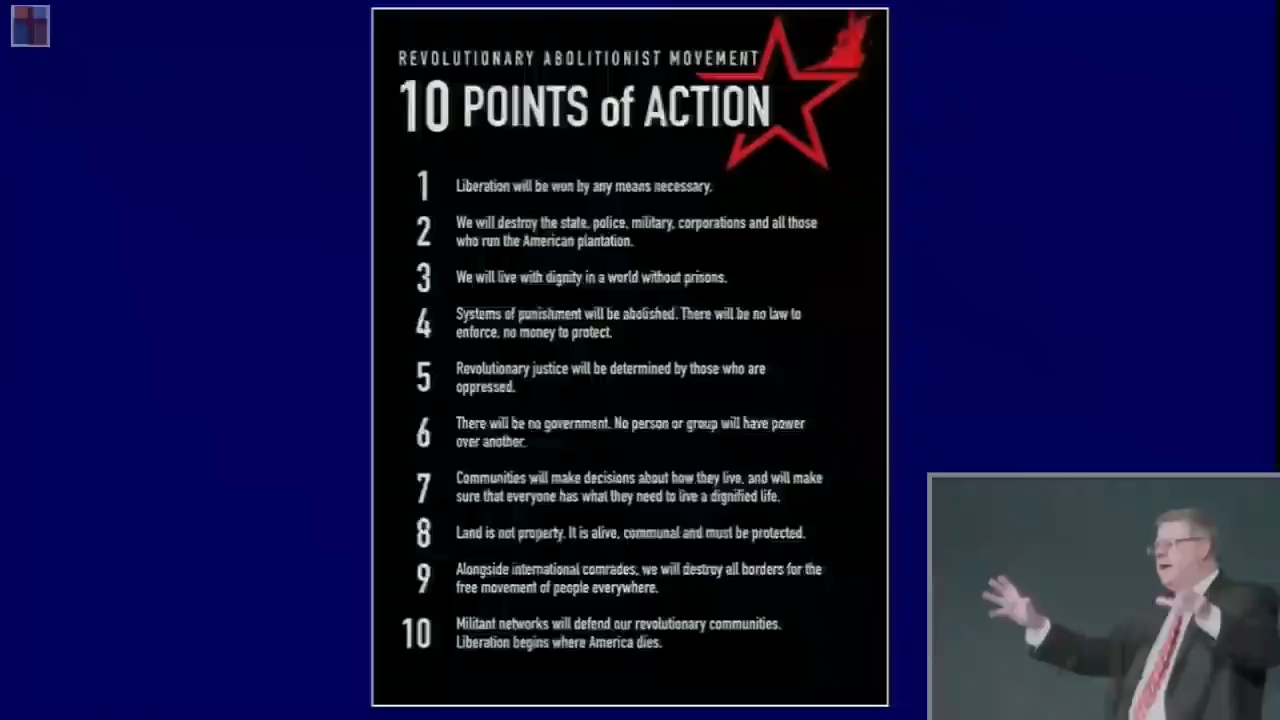 REVOLUTIONARY ABOLITIONIST MOVEMENT
10 POINTS of ACTION
1 Liberation will be won by any means necessary.
2 We will destroy the state, police, military, corporations and all those
who run the American plantation.
3 We will live with dignity in a world without prisons.
4 Systems of punishment will be abolished. There will be no law to
enforce, no money to protect.
5 Revolutionary justice will be determined by those who are
oppressed.
6 There will be no government. No person or group will have power
over another.
7 Communities will make decisions about how they live, and will make
sure that everyone has what they need to live a dignified life.
8 Land is not property. It is alive, communal and must be protected.
9 Alongside international comrades, we will destroy all borders for the
free movement of people everywhere.
10 Militant networks will defend our revolutionary communities.
Liberation begins where America dies.